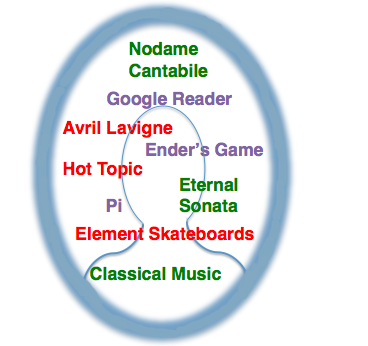 Nodame
Cantabile
Google Reader
Avril Lavigne
Ender's Game
Hot Topic
Eternal
Sonata
Pi
Element Skateboards
Classical Music